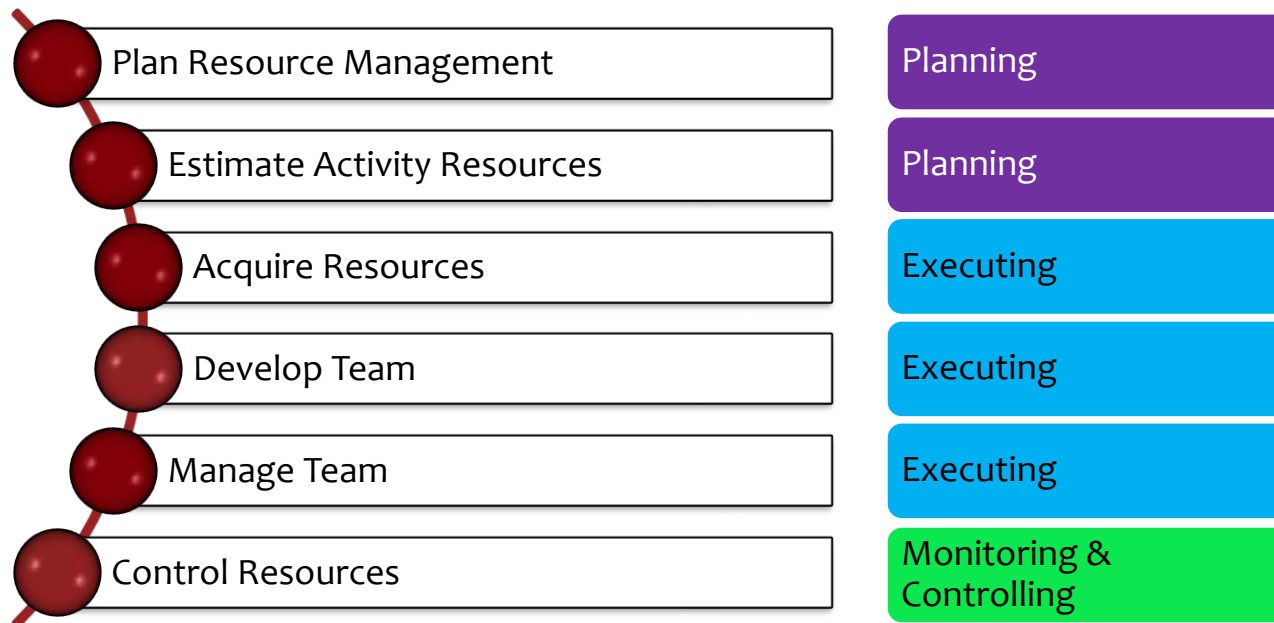 Plan Resource Management
Planning
Estimate Activity Resources
Planning
Acquire Resources
Executing
Develop Team
Executing
Manage Team
Executing
Control Resources
Monitoring &
Controlling